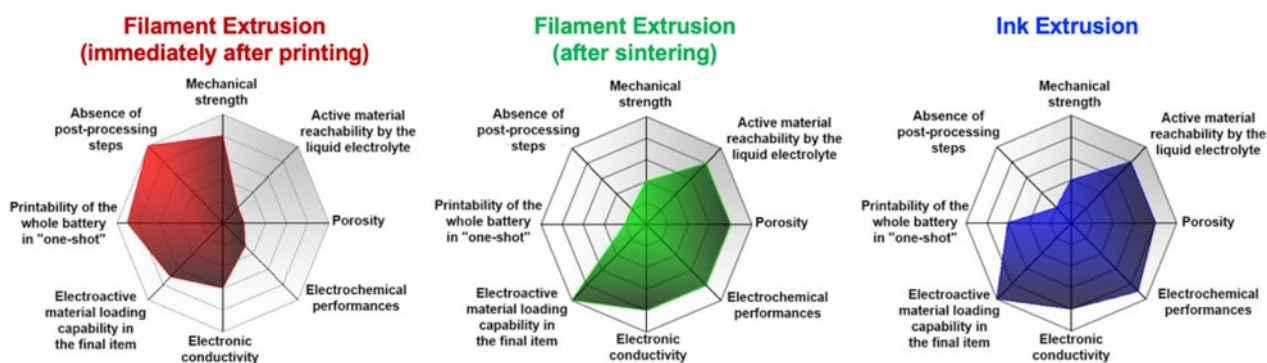 Filament Extrusion
(immediately after printing)
Mechanical
strength
Absence of
post-processing
steps
Active material
reachability by the
liquid electrolyte
Printability of the
whole battery
in "one-shot"
Porosity
Electroactive
material loading
capability in
the final item
Electrochemical
performances
Electronic
conductivity
Filament Extrusion
(after sintering)
Mechanical
strength
Absence of
post-processing
steps
Active material
reachability by the
liquid electrolyte
Printability of the
whole battery
in "one-shot"
Porosity
Electroactive
material loading
capability in
the final item
Electrochemical
performances
Electronic
conductivity
Ink Extrusion
Mechanical
strength
Absence of
post-processing
steps
Active material
reachability by the
liquid electrolyte
Printability of the
whole battery
in "one-shot"
Porosity
Electroactive
material loading
capability in
the final item
Electrochemical
performances
Electronic
conductivity